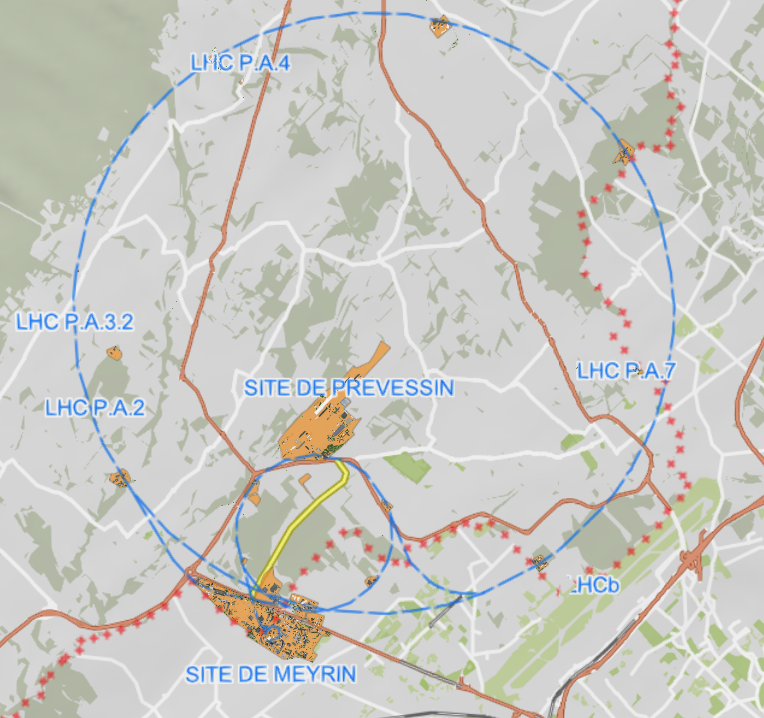 LHC P.A.4
LHC P.A.3.2
LHC P.A.7
SITE DE PREVESSIN
LHC P.A.2
LHCb
SITE DE MEYRIN